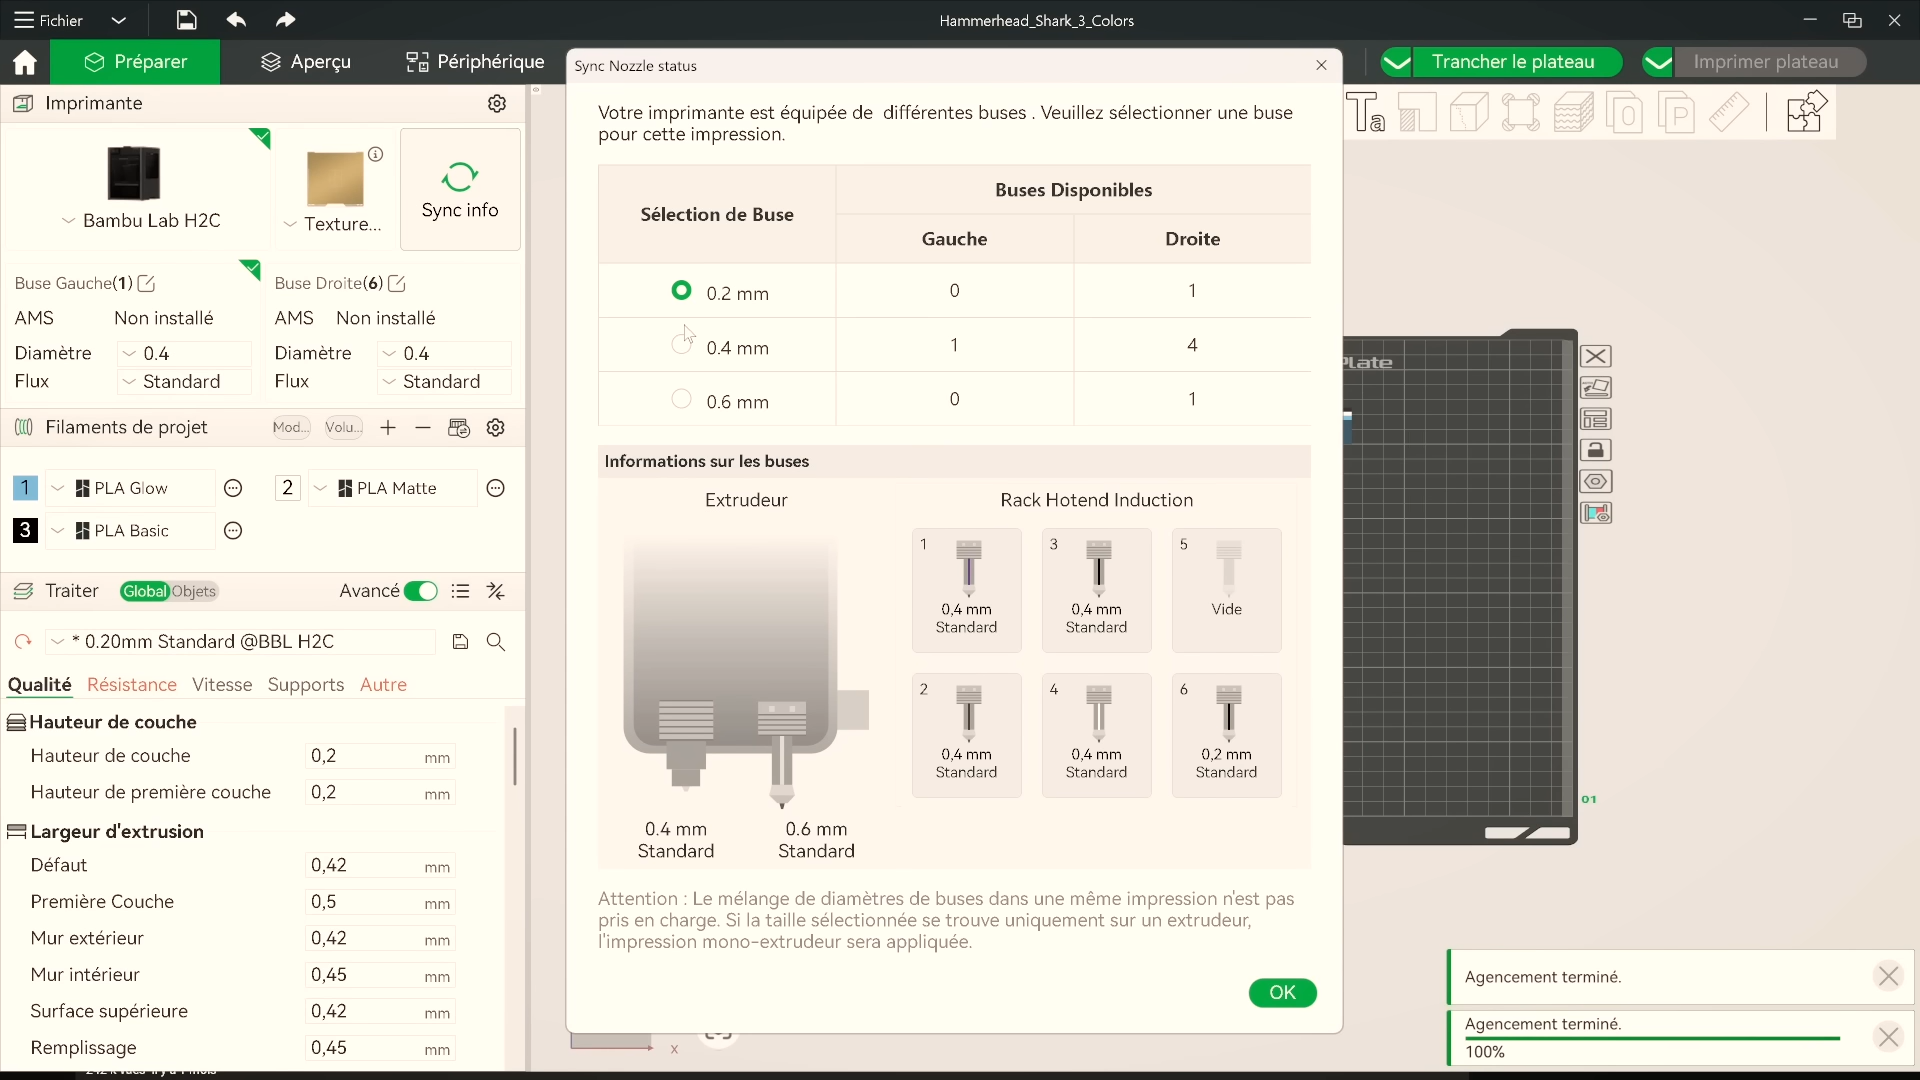 Fichier
Hammerhead_Shark_3_Colors
Préparer
Aperçu
Périphérique
Trancher le plateau
Imprimer plateau
Sync Nozzle status
Votre imprimante est équipée de  différentes buses . Veuillez sélectionner une buse
pour cette impression.
Sélection de Buse
Buses Disponibles
Gauche
Droite
0.2 mm
0
1
0.4 mm
1
4
0.6 mm
0
1
Informations sur les buses
Extrudeur
Rack Hotend Induction
1
0,4 mm
Standard
3
0,4 mm
Standard
5
Vide
2
0,4 mm
Standard
4
0,4 mm
Standard
6
0,2 mm
Standard
0.4 mm
Standard
0.6 mm
Standard
Attention : Le mélange de diamètres de buses dans une même impression n'est pas
pris en charge. Si la taille sélectionnée se trouve uniquement sur un extrudeur,
l'impression mono-extrudeur sera appliquée.
OK
Imprimante
Bambu Lab H2C
Texture...
Sync info
Buse Gauche(1)
Buse Droite(6)
AMS Non installé
AMS Non installé
Diamètre 0.4
Diamètre 0.4
Flux Standard
Flux Standard
Filaments de projet
Mod...
Volu...
1 PLA Glow
2 PLA Matte
3 PLA Basic
Traiter
Global
Objets
Avancé
* 0.20mm Standard @BBL H2C
Qualité
Résistance
Vitesse
Supports
Autre
Hauteur de couche
Hauteur de couche 0,2 mm
Hauteur de première couche 0,2 mm
Largeur d'extrusion
Défaut 0,42 mm
Première Couche 0,5 mm
Mur extérieur 0,42 mm
Mur intérieur 0,45 mm
Surface supérieure 0,42 mm
Remplissage 0,45 mm
Ta
O
P
Plate
01
x
Agencement terminé.
Agencement terminé.
100%